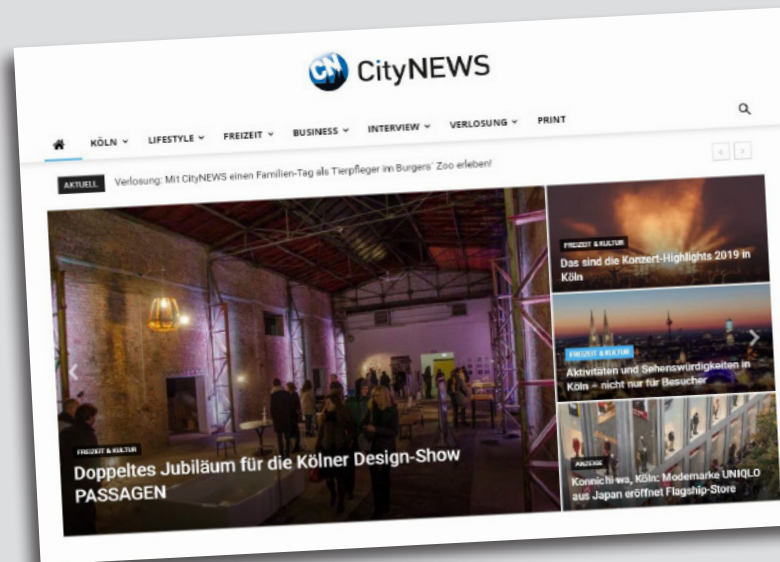 CN CityNEWS
KÖLN LIFESTYLE FREIZEIT BUSINESS INTERVIEW VERLOSUNG PRINT
AKTUELL Verlosung: Mit CityNEWS einen Familien-Tag als Tierpfleger im Burgers´ Zoo erleben!
FREIZEIT & KULTUR
Doppeltes Jubiläum für die Kölner Design-Show
PASSAGEN
FREIZEIT & KULTUR
Das sind die Konzert-Highlights 2019 in
Köln
FREIZEIT & KULTUR
Aktivitäten und Sehenswürdigkeiten in
Köln – nicht nur für Besucher
ANZEIGE
Konnichi wa, Köln: Modemarke UNIQLO
aus Japan eröffnet Flagship-Store